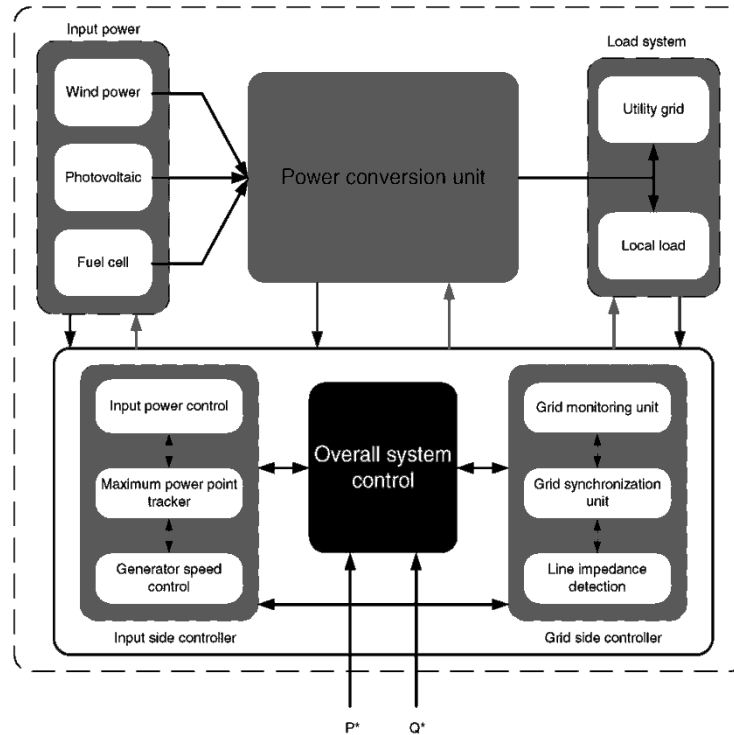 Input power
Load system
Wind power
Photovoltaic
Fuel cell
Power conversion unit
Utility grid
Local load
Input power control
Maximum power point
tracker
Generator speed
control
Input side controller
Overall system
control
Grid monitoring unit
Grid synchronization
unit
Line impedance
detection
Grid side controller
P*
Q*